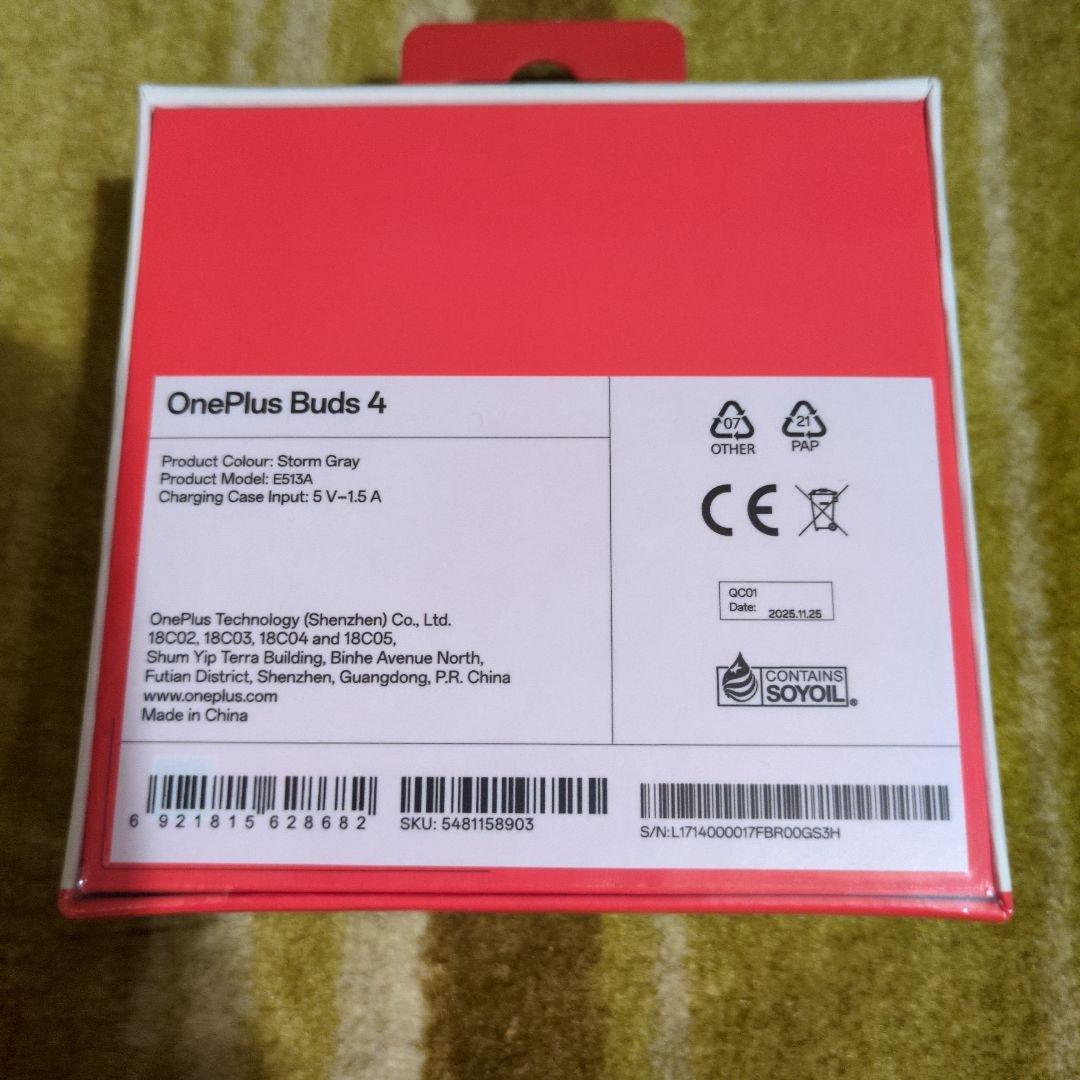 OnePlus Buds 4
Product Colour: Storm Gray
Product Model: E513A
Charging Case Input: 5 V⎓1.5 A
OnePlus Technology (Shenzhen) Co., Ltd.
18C02, 18C03, 18C04 and 18C05,
Shum Yip Terra Building, Binhe Avenue North,
Futian District, Shenzhen, Guangdong, P.R. China
www.oneplus.com
Made in China
07
OTHER
21
PAP
CE
QC01
Date: 2025.11.25
CONTAINS
SOYOIL®
6 921815 628682
SKU: 5481158903
S/N:L1714000017FBR00GS3H